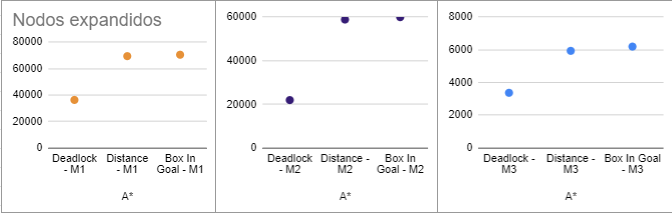 Nodos expandidos
80000
60000
40000
20000
0
Deadlock - M1
Distance - M1
Box In Goal - M1
A*
60000
40000
20000
0
Deadlock - M2
Distance - M2
Box In Goal - M2
A*
8000
6000
4000
2000
0
Deadlock - M3
Distance - M3
Box In Goal - M3
A*